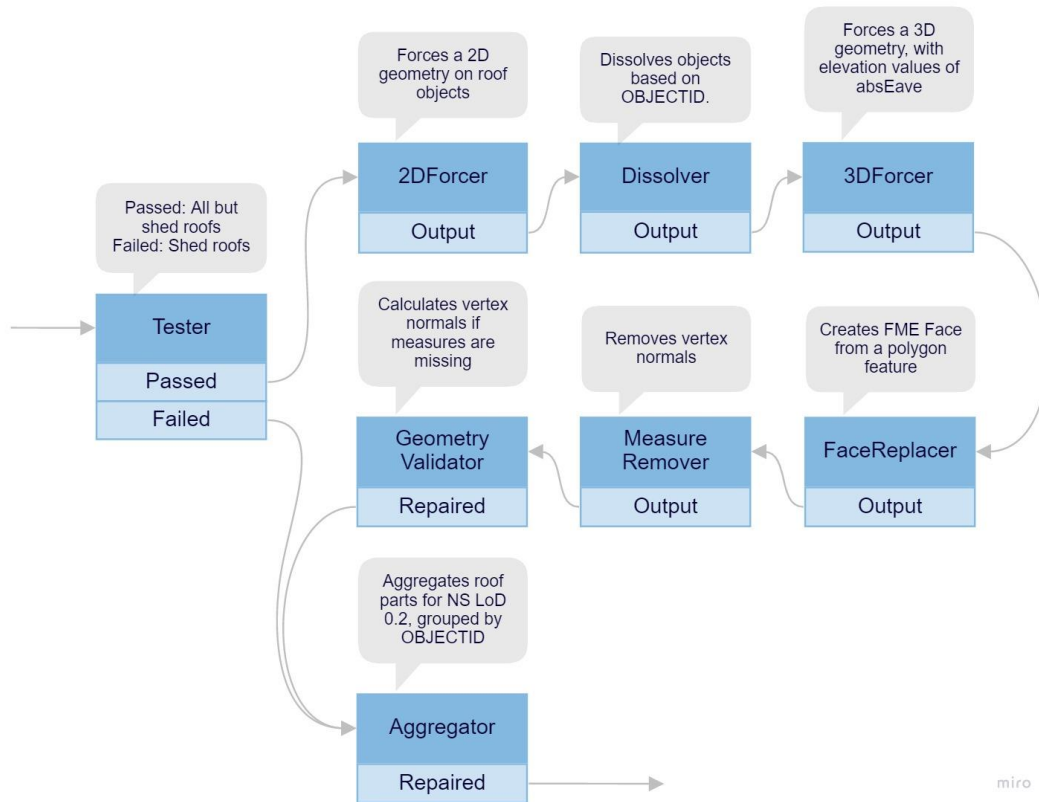 Forces a 2D
geometry on roof
objects
Dissolves objects
based on
OBJECTID.
Forces a 3D
geometry, with
elevation values of
absEave
2DForcer
Output
Dissolver
Output
3DForcer
Output
Passed: All but
shed roofs
Failed: Shed roofs
Tester
Passed
Failed
Calculates vertex
normals if
measures are
missing
Removes vertex
normals
Creates FME Face
from a polygon
feature
Geometry
Validator
Repaired
Measure
Remover
Output
FaceReplacer
Output
Aggregates roof
parts for NS LoD
0.2, grouped by
OBJECTID
Aggregator
Repaired
miro